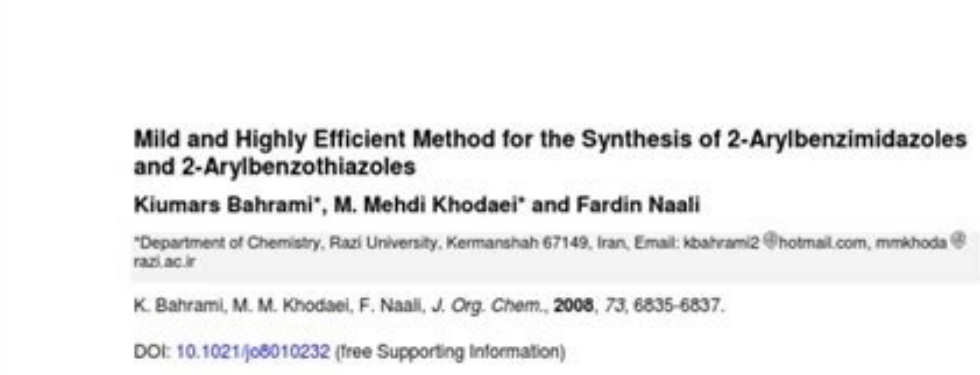 Mild and Highly Efficient Method for the Synthesis of 2-Arylbenzimidazoles
and 2-Arylbenzothiazoles
Kiumars Bahrami*, M. Mehdi Khodaei* and Fardin Naali
*Department of Chemistry, Razi University, Kermanshah 67149, Iran, Email: kbahrami2 @hotmail.com, mmkhoda @
razi.ac.ir
K. Bahrami, M. M. Khodaei, F. Naali, J. Org. Chem., 2008, 73, 6835-6837.
DOI: 10.1021/jo8010232 (free Supporting Information)